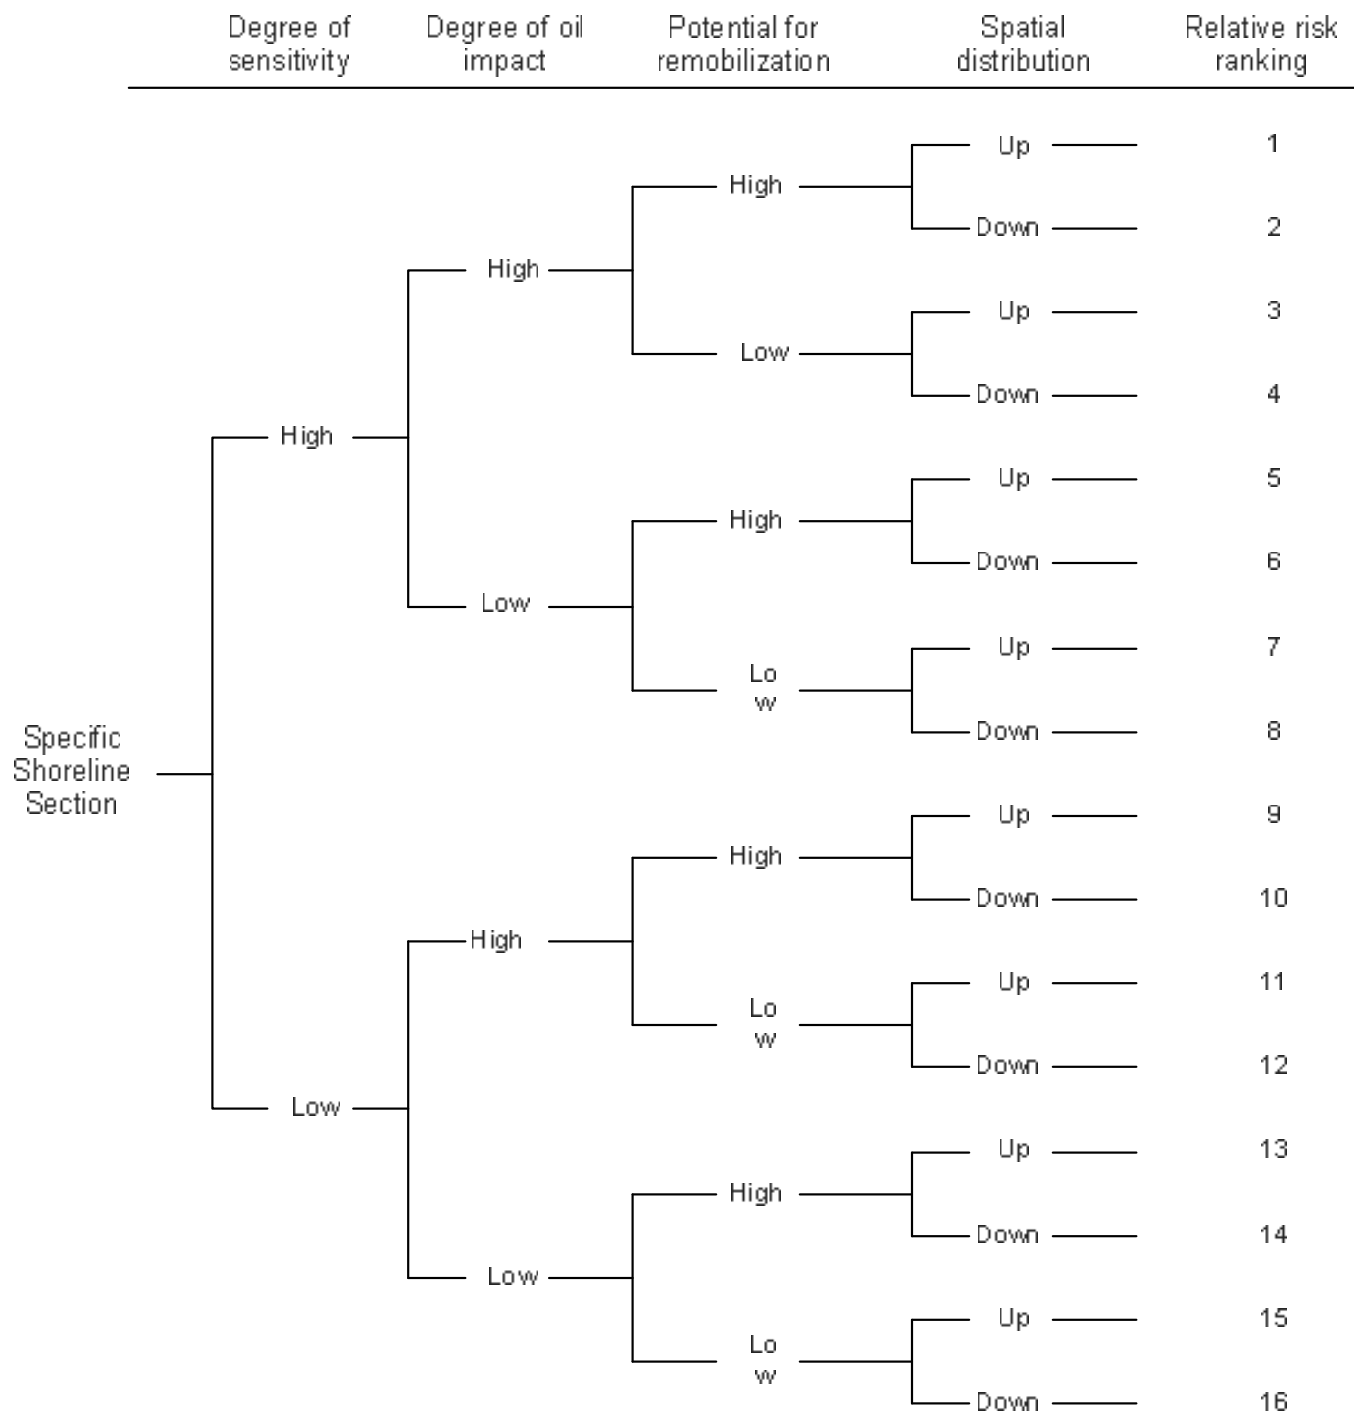 Degree of
sensitivity
Degree of oil
impact
Potential for
remobilization
Spatial
distribution
Relative risk
ranking
Up 1
High
Down 2
High
Up 3
Low
Down 4
High
Up 5
High
Down 6
Low
Up 7
Lo
w
Down 8
Specific
Shoreline
Section
Up 9
High
Down 10
High
Up 11
Lo
w
Down 12
Low
Up 13
High
Down 14
Low
Up 15
Lo
w
Down 16